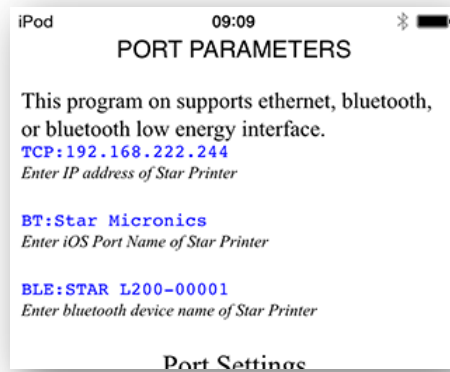 iPod 09:09
PORT PARAMETERS
This program on supports ethernet, bluetooth,
or bluetooth low energy interface.
TCP:192.168.222.244
Enter IP address of Star Printer
BT:Star Micronics
Enter iOS Port Name of Star Printer
BLE:STAR L200-00001
Enter bluetooth device name of Star Printer
Port Settings